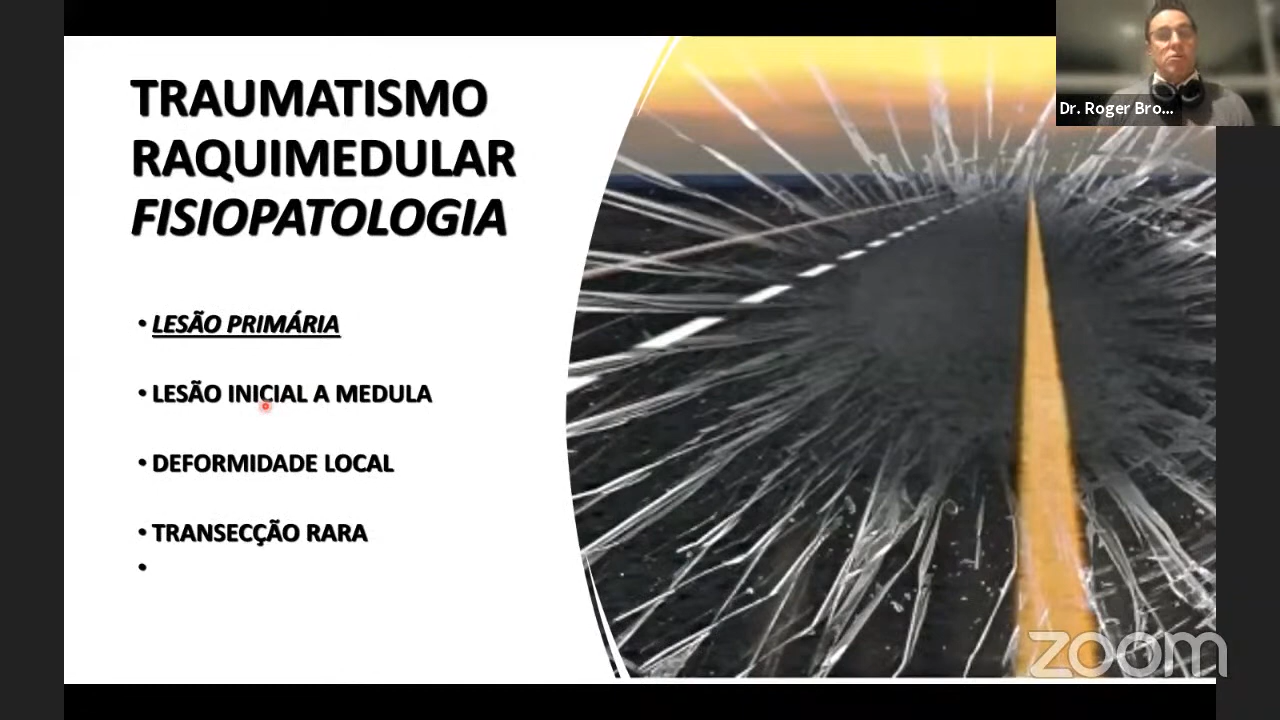 TRAUMATISMO
RAQUIMEDULAR
FISIOPATOLOGIA
• LESÃO PRIMÁRIA
• LESÃO INICIAL A MEDULA
• DEFORMIDADE LOCAL
• TRANSECÇÃO RARA
•
Dr. Roger Bro...
zoom